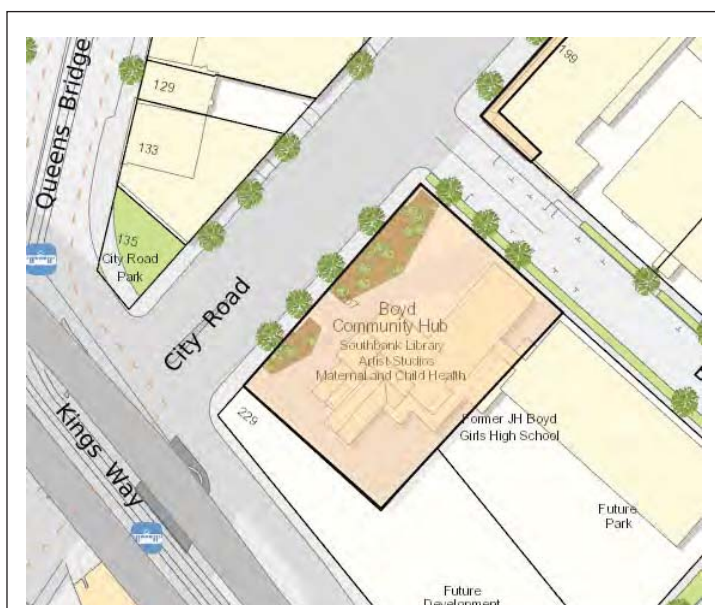 Queens Bridge
129
133
199
135
City Road
Park
City Road
Boyd
Community Hub
Southbank Library
Artist Studios
Maternal and Child Health
229
Former JH Boyd
Girls High School
Kings Way
Future
Park
Future
Development